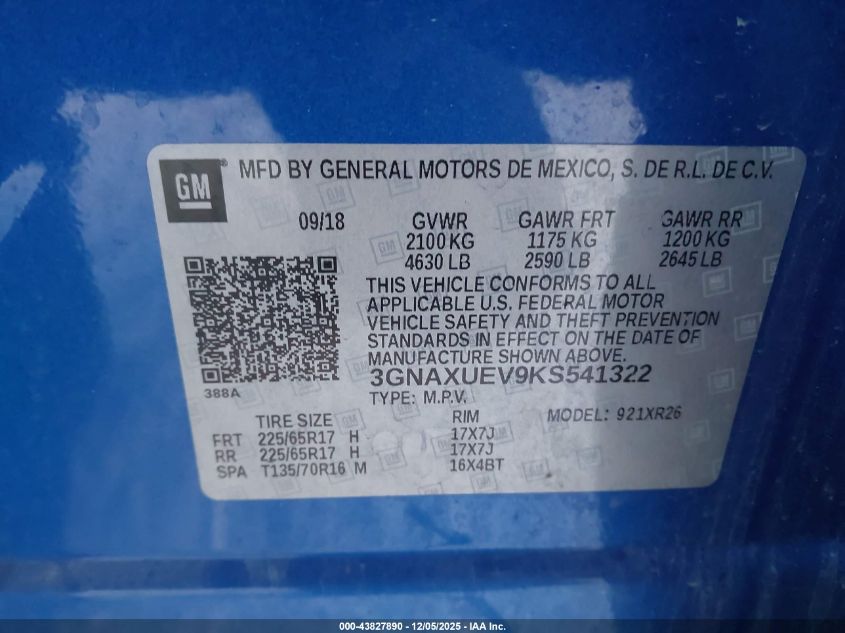 GM
MFD BY GENERAL MOTORS DE MEXICO, S. DE R.L. DE C.V.
09/18 GVWR GAWR FRT GAWR RR
2100 KG 1175 KG 1200 KG
4630 LB 2590 LB 2645 LB
THIS VEHICLE CONFORMS TO ALL
APPLICABLE U.S. FEDERAL MOTOR
VEHICLE SAFETY AND THEFT PREVENTION
STANDARDS IN EFFECT ON THE DATE OF
MANUFACTURE SHOWN ABOVE.
388A
3GNAXUEV9KS541322
TYPE: M.P.V.
TIRE SIZE RIM MODEL: 921XR26
FRT 225/65R17 H 17X7J
RR 225/65R17 H 17X7J
SPA T135/70R16 M 16X4BT
000-43827890 - 12/05/2025 - IAA Inc.